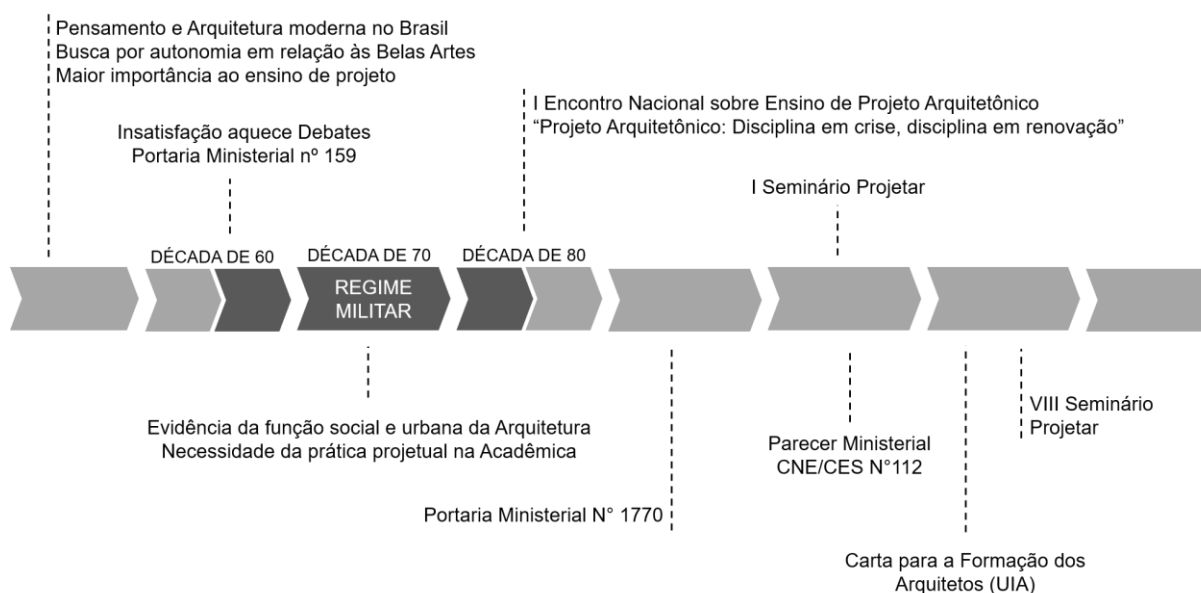 Pensamento e Arquitetura moderna no Brasil
Busca por autonomia em relação às Belas Artes
Maior importância ao ensino de projeto
I Encontro Nacional sobre Ensino de Projeto Arquitetônico
“Projeto Arquitetônico: Disciplina em crise, disciplina em renovação”
Insatisfação aquece Debates
Portaria Ministerial nº 159
I Seminário Projetar
DÉCADA DE 60
DÉCADA DE 70
DÉCADA DE 80
REGIME
MILITAR
Evidência da função social e urbana da Arquitetura
Necessidade da prática projetual na Acadêmica
VIII Seminário
Projetar
Parecer Ministerial
CNE/CES N°112
Portaria Ministerial N° 1770
Carta para a Formação dos
Arquitetos (UIA)